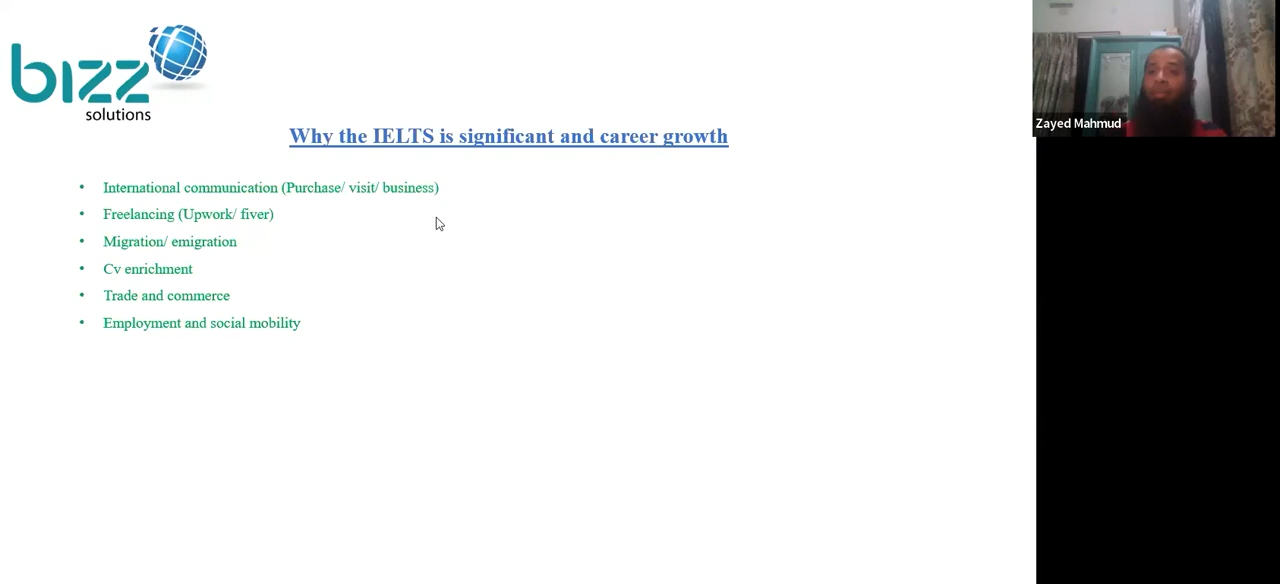 bizz
solutions
Zayed Mahmud
Why the IELTS is significant and career growth
• International communication (Purchase/ visit/ business)
• Freelancing (Upwork/ fiver)
• Migration/ emigration
• Cv enrichment
• Trade and commerce
• Employment and social mobility